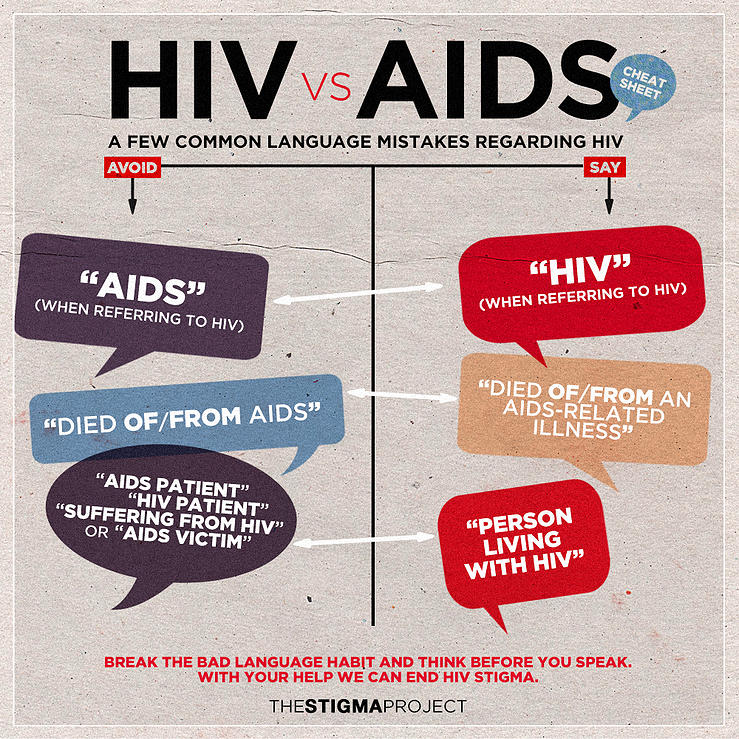 HIV VS AIDS
CHEAT
SHEET
A FEW COMMON LANGUAGE MISTAKES REGARDING HIV
AVOID
SAY
“AIDS”
(WHEN REFERRING TO HIV)
“HIV”
(WHEN REFERRING TO HIV)
“DIED OF/FROM AIDS”
“DIED OF/FROM AN
AIDS-RELATED
ILLNESS”
“AIDS PATIENT”
“HIV PATIENT”
“SUFFERING FROM HIV”
OR “AIDS VICTIM”
“PERSON
LIVING
WITH HIV”
BREAK THE BAD LANGUAGE HABIT AND THINK BEFORE YOU SPEAK.
WITH YOUR HELP WE CAN END HIV STIGMA.
THESTIGMAPROJECT